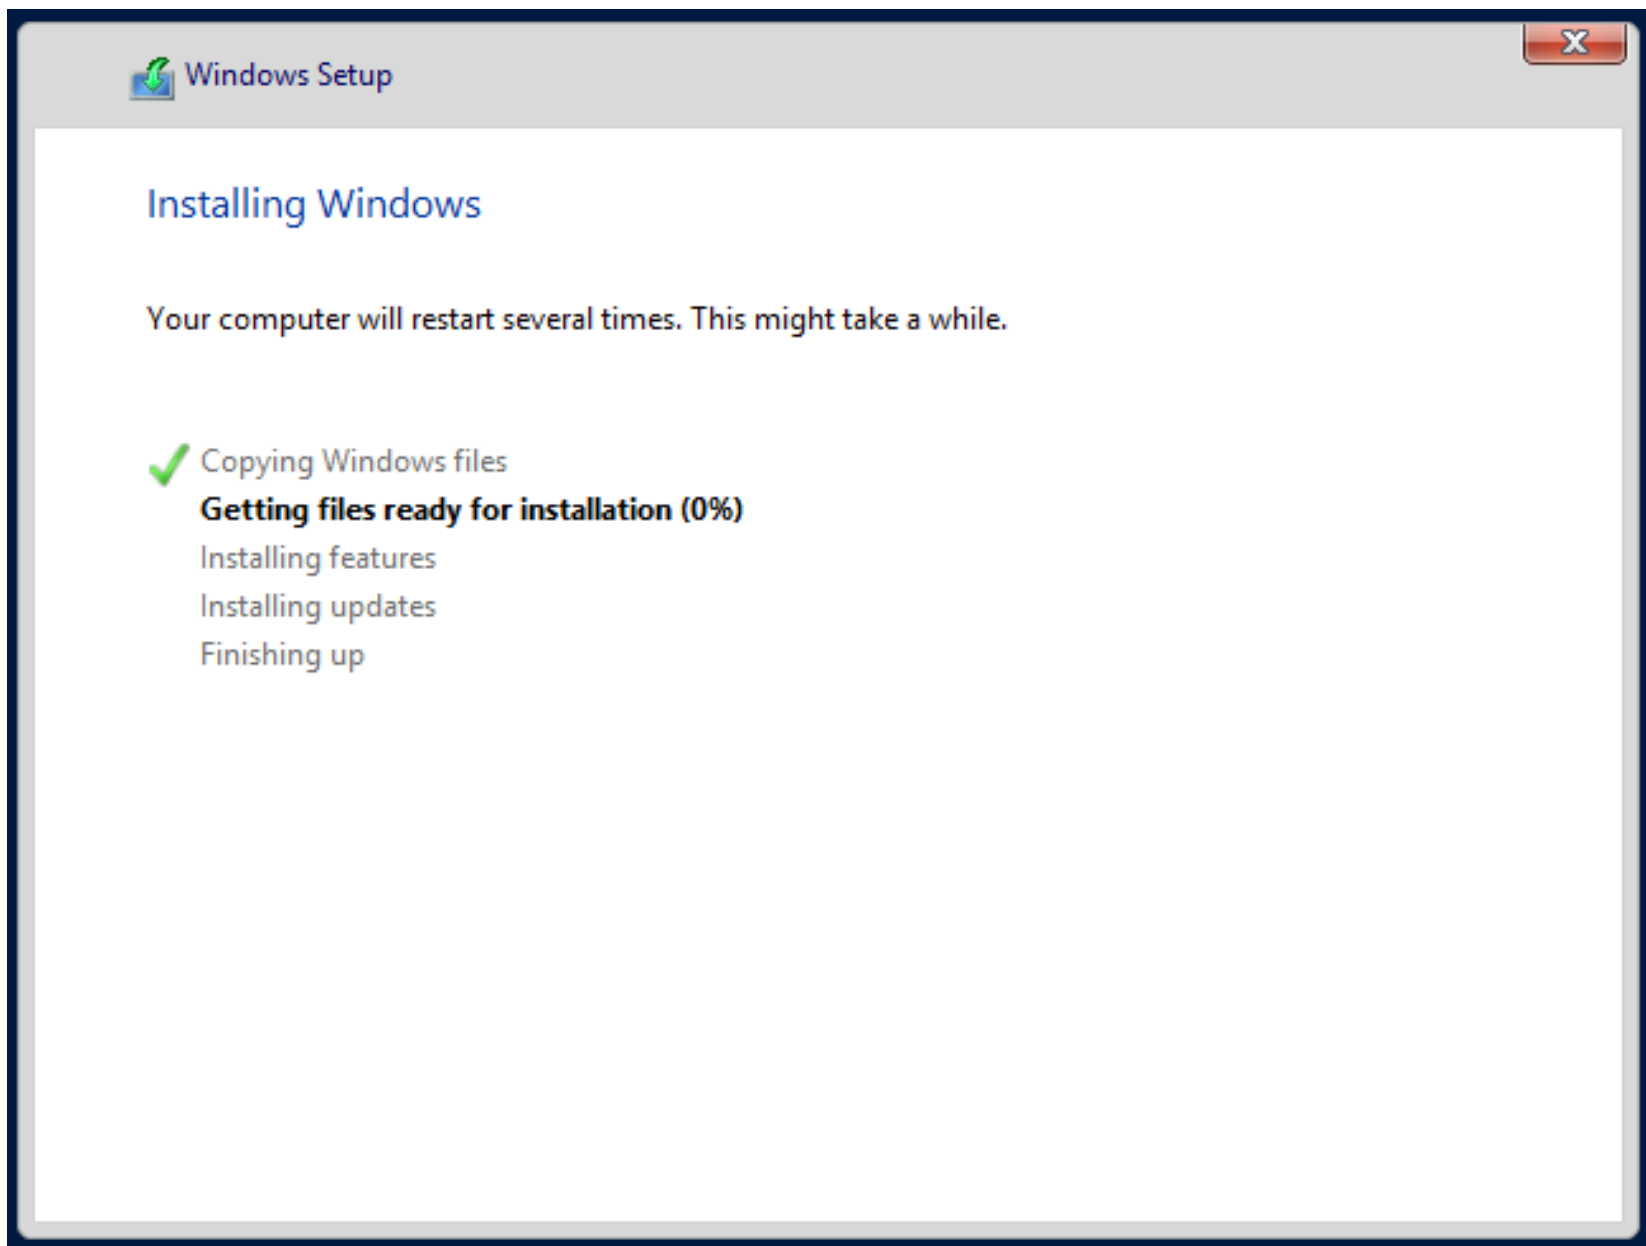 Windows Setup
Installing Windows
Your computer will restart several times. This might take a while.
Copying Windows files
Getting files ready for installation (0%)
Installing features
Installing updates
Finishing up